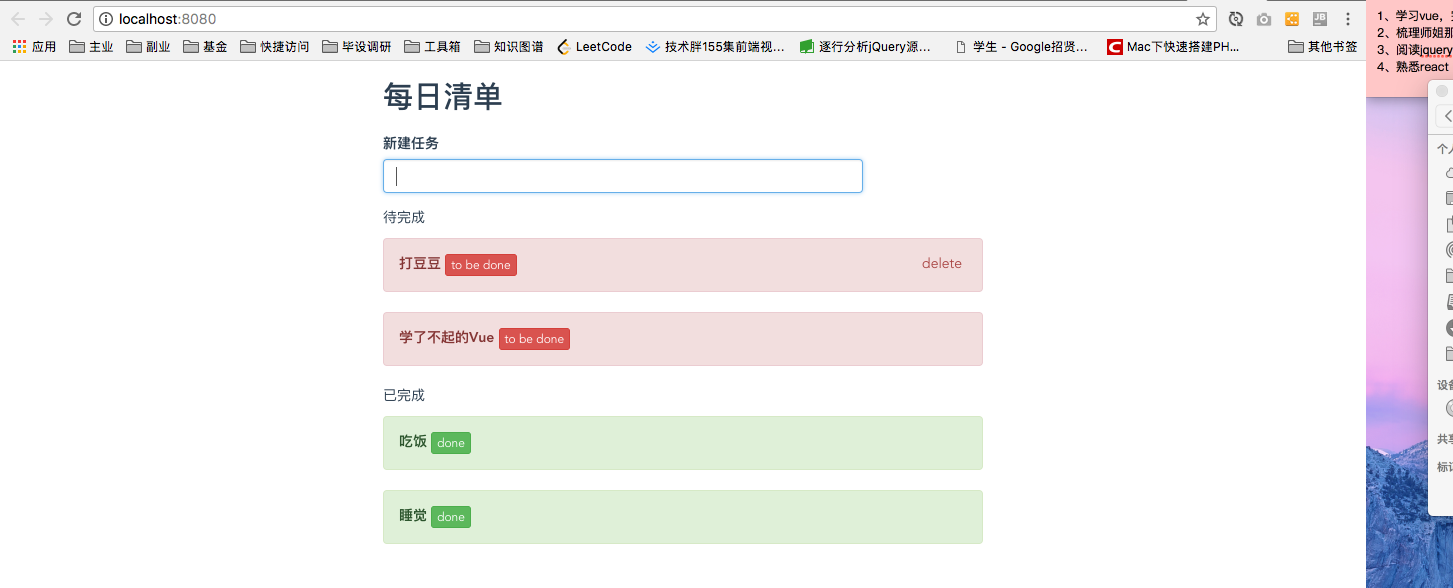 localhost:8080
应用 主业 副业 基金 快捷访问 毕设调研 工具箱 知识图谱 LeetCode 技术胖155集前端视... 逐行分析jQuery源... 学生 - Google招贤... Mac下快速搭建PH... 其他书签
1、学习vue,
2、梳理师姐那
3、阅读jquery
4、熟悉react
每日清单
新建任务
待完成
打豆豆 to be done delete
学了不起的Vue to be done
已完成
吃饭 done
睡觉 done
个人
设备
共享
标记